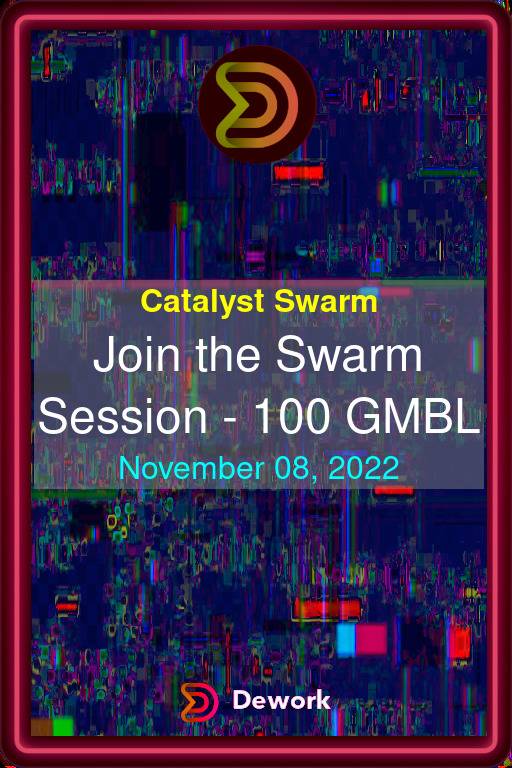 Catalyst Swarm
Join the Swarm
Session - 100 GMBL
November 08, 2022
Dework